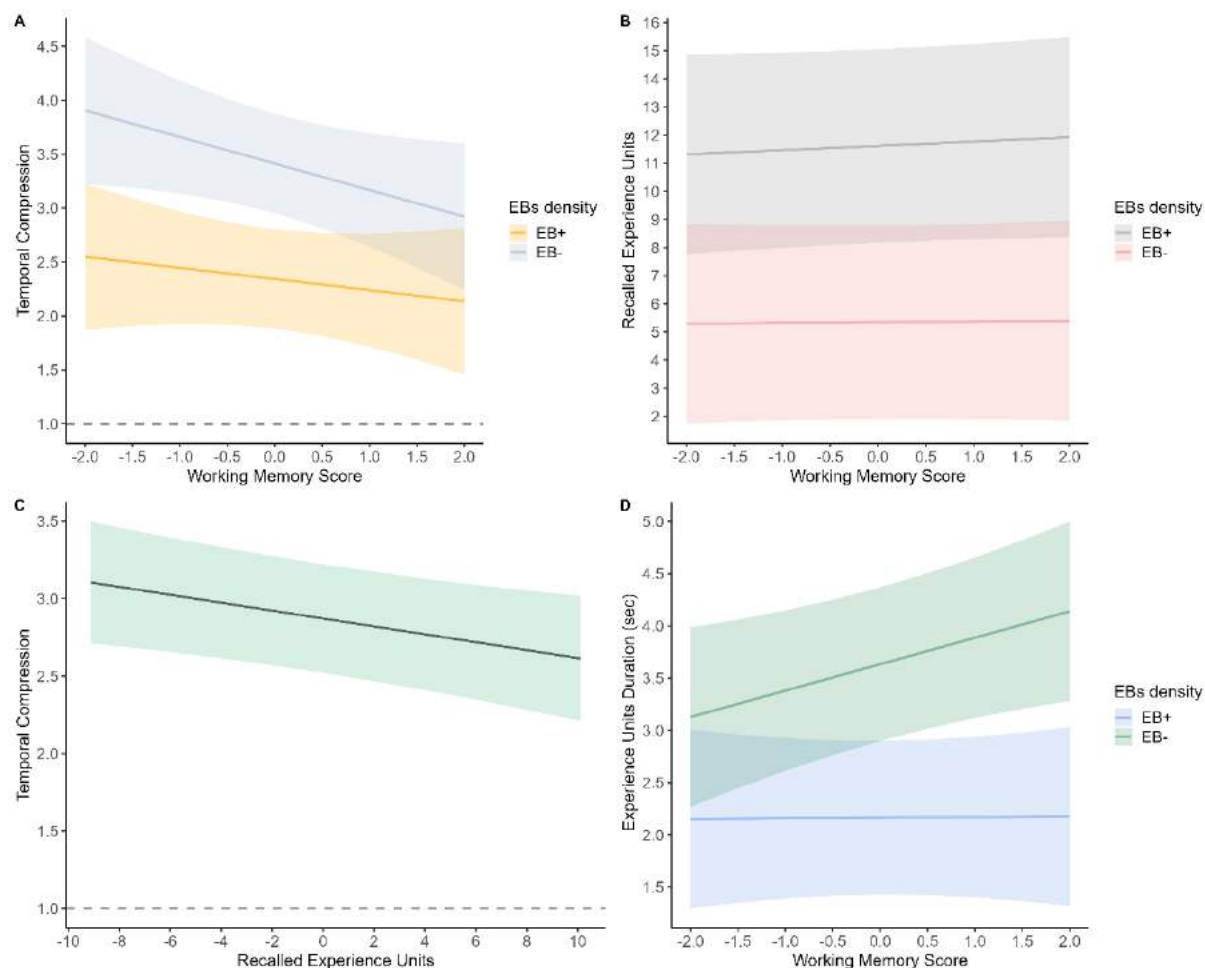 A
Temporal Compression
4.5
4.0
3.5
3.0
2.5
2.0
1.5
1.0
-2.0 -1.5 -1.0 -0.5 0.0 0.5 1.0 1.5 2.0
Working Memory Score
EBs density
EB+
EB-
B
Recalled Experience Units
16
15
14
13
12
11
10
9
8
7
6
5
4
3
2
-2.0 -1.5 -1.0 -0.5 0.0 0.5 1.0 1.5 2.0
Working Memory Score
EBs density
EB+
EB-
C
Temporal Compression
3.5
3.0
2.5
2.0
1.5
1.0
-10 -8 -6 -4 -2 0 2 4 6 8 10
Recalled Experience Units
D
Experience Units Duration (sec)
5.0
4.5
4.0
3.5
3.0
2.5
2.0
1.5
-2.0 -1.5 -1.0 -0.5 0.0 0.5 1.0 1.5 2.0
Working Memory Score
EBs density
EB+
EB-